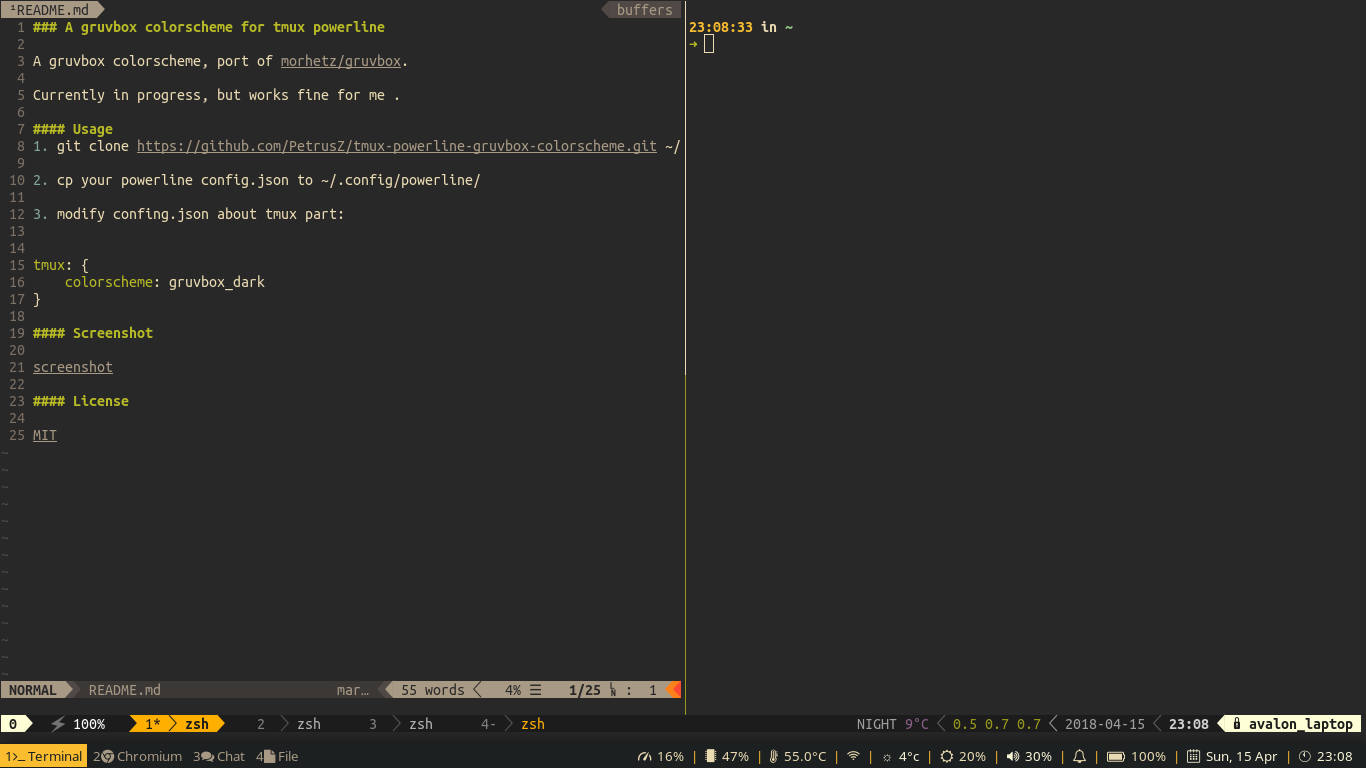 ¹README.md buffers
1 ### A gruvbox colorscheme for tmux powerline
2
3 A gruvbox colorscheme, port of morhetz/gruvbox.
4
5 Currently in progress, but works fine for me .
6
7 #### Usage
8 1. git clone https://github.com/PetrusZ/tmux-powerline-gruvbox-colorscheme.git ~/
9
10 2. cp your powerline config.json to ~/.config/powerline/
11
12 3. modify confing.json about tmux part:
13
14
15 tmux: {
16     colorscheme: gruvbox_dark
17 }
18
19 #### Screenshot
20
21 screenshot
22
23 #### License
24
25 MIT
~
~
~
~
~
~
~
~
~
~
~
~
~
~
NORMAL README.md mar… 55 words 4% ☰ 1/25 ㏑ : 1
23:08:33 in ~
➜
0 ⚡ 100% 1* zsh 2 zsh 3 zsh 4- zsh NIGHT 9°C 0.5 0.7 0.7 2018-04-15 23:08 avalon_laptop
1>_ Terminal 2 Chromium 3 Chat 4 File 16% | 47% | 55.0°C | | 4°c | 20% | 30% | | 100% | Sun, 15 Apr | 23:08